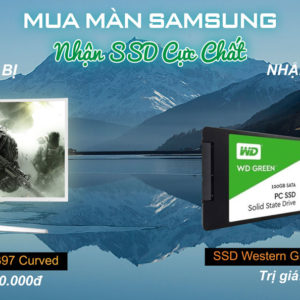 MUA MÀN SAMSUNG
Nhận SSD Cực Chất
BỊ
NHẬ
WD
WD GREEN
PC SSD
Solid State Drive
397 Curved
SSD Western G
0.000đ
Trị giá